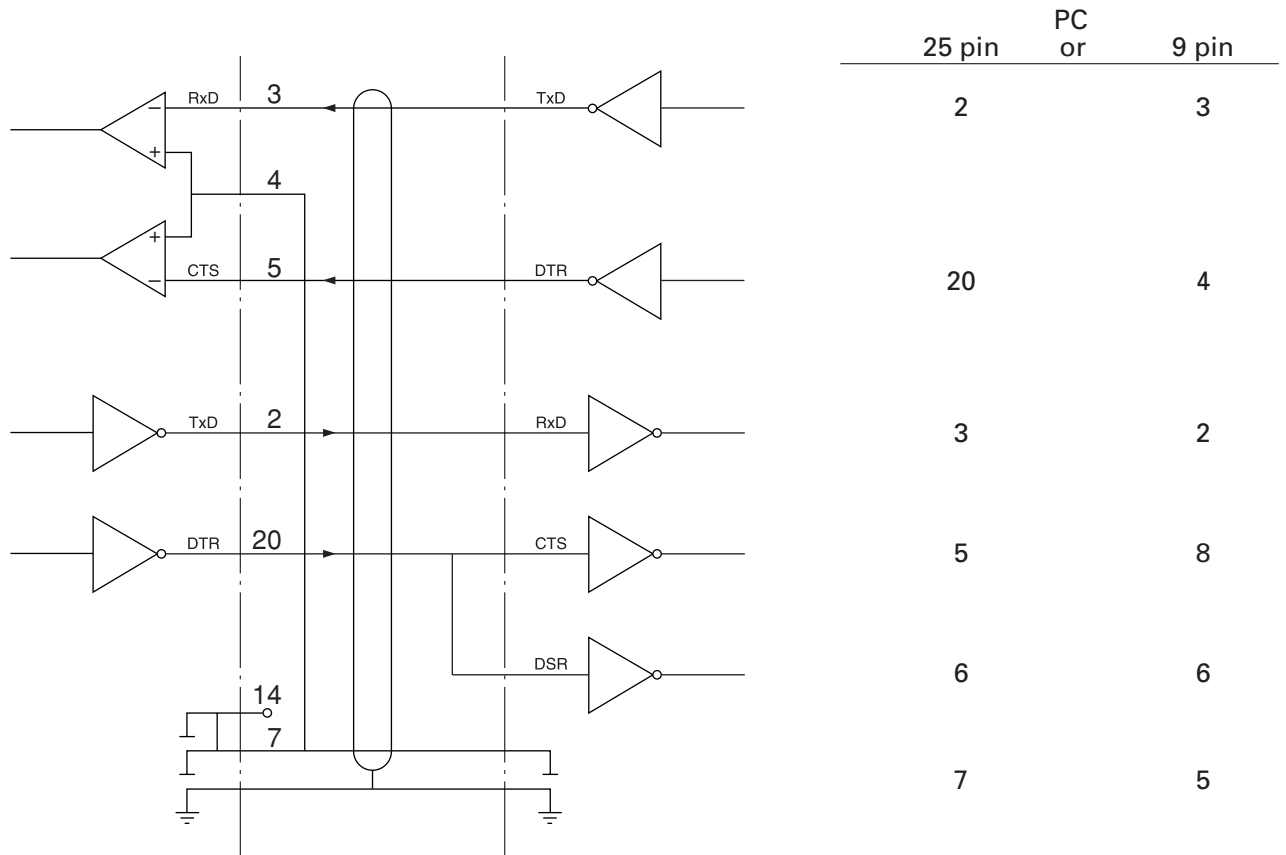 PC
25 pin or 9 pin
RxD 3 TxD 2 3
−
+
4
+
CTS 5 DTR 20 4
−
TxD 2 RxD 3 2
DTR 20 CTS 5 8
DSR 6 6
14
7
7 5